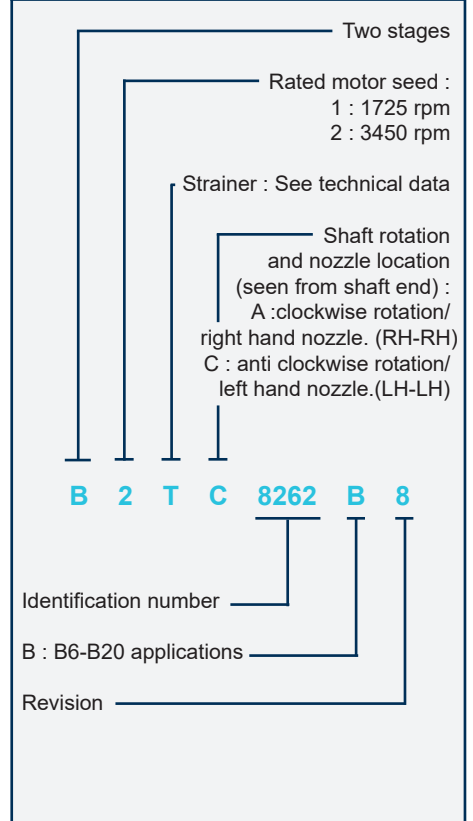 Two stages
Rated motor seed :
1 : 1725 rpm
2 : 3450 rpm
Strainer : See technical data
Shaft rotation
and nozzle location
(seen from shaft end) :
A :clockwise rotation/
right hand nozzle. (RH-RH)
C : anti clockwise rotation/
left hand nozzle.(LH-LH)
B 2 T C 8262 B 8
Identification number
B : B6-B20 applications
Revision